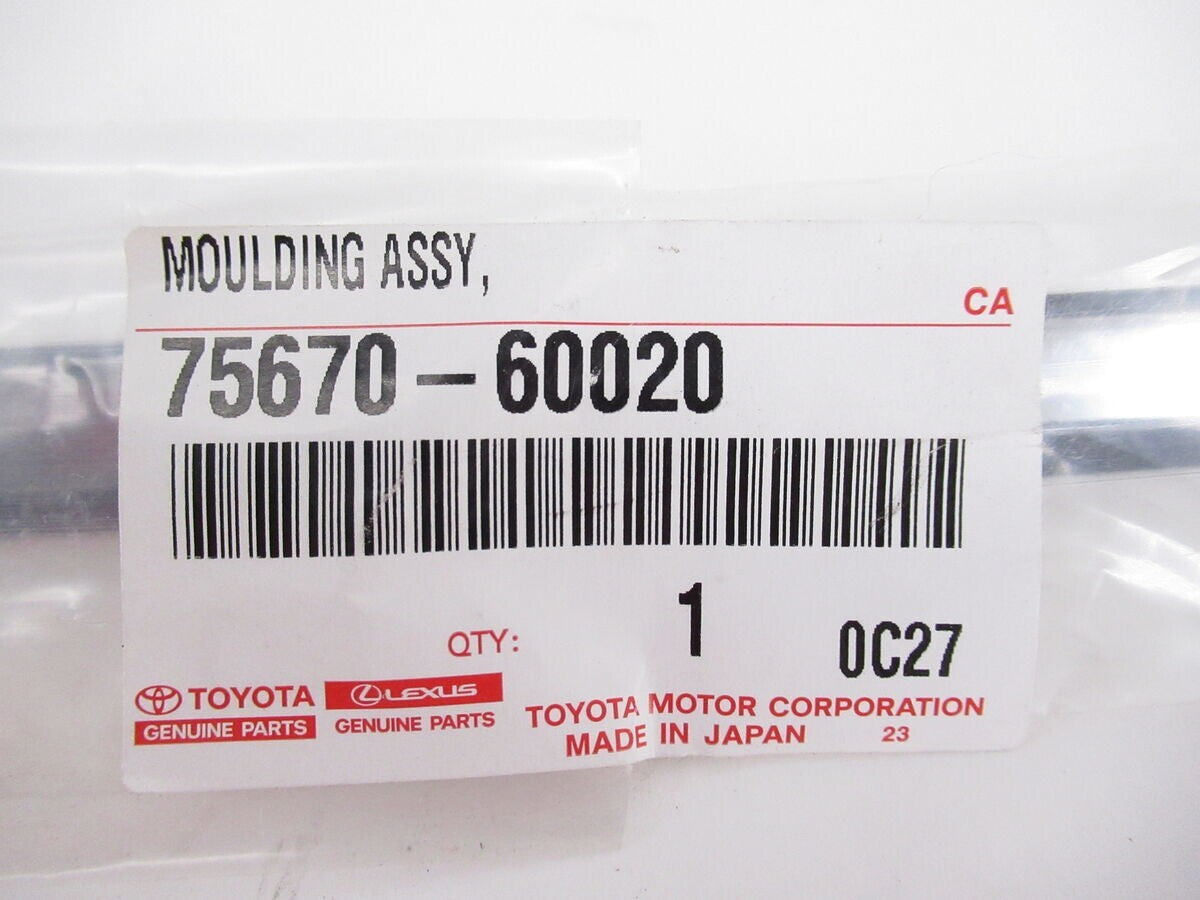 MOULDING ASSY,
CA
75670-60020
QTY: 1 0C27
TOYOTA
GENUINE PARTS
LEXUS
GENUINE PARTS
TOYOTA MOTOR CORPORATION
MADE IN JAPAN 23